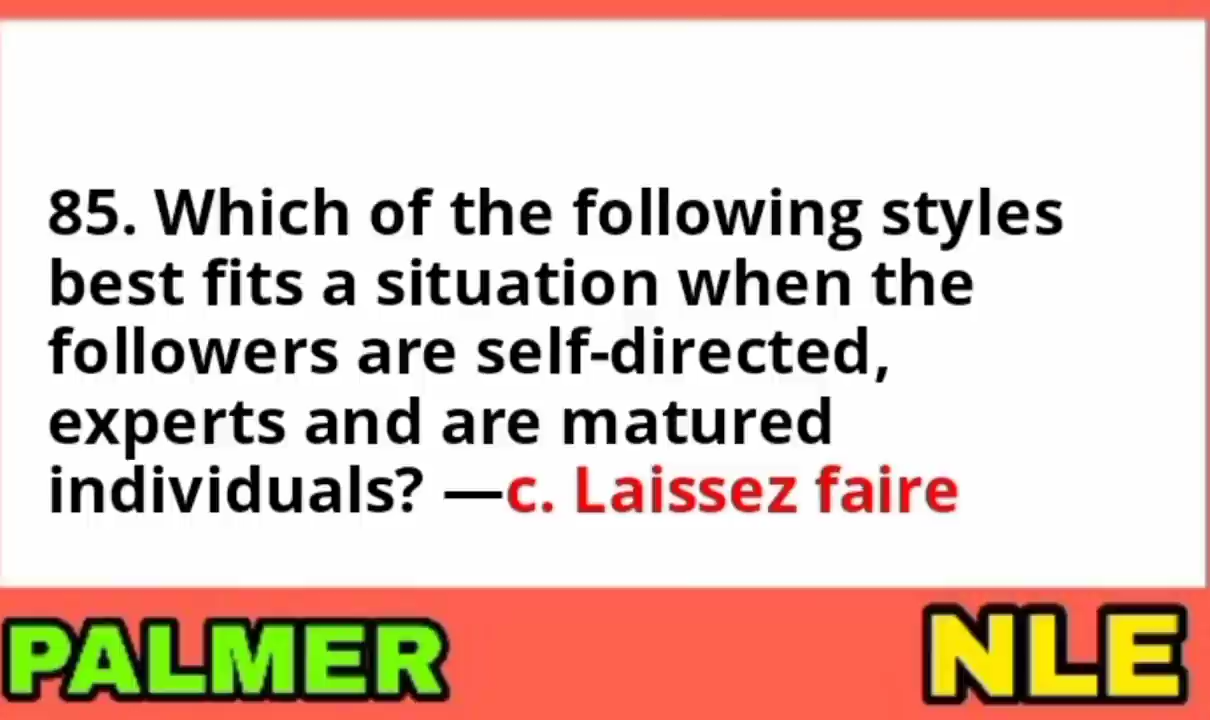 85. Which of the following styles
best fits a situation when the
followers are self-directed,
experts and are matured
individuals? —c. Laissez faire
PALMER
NLE